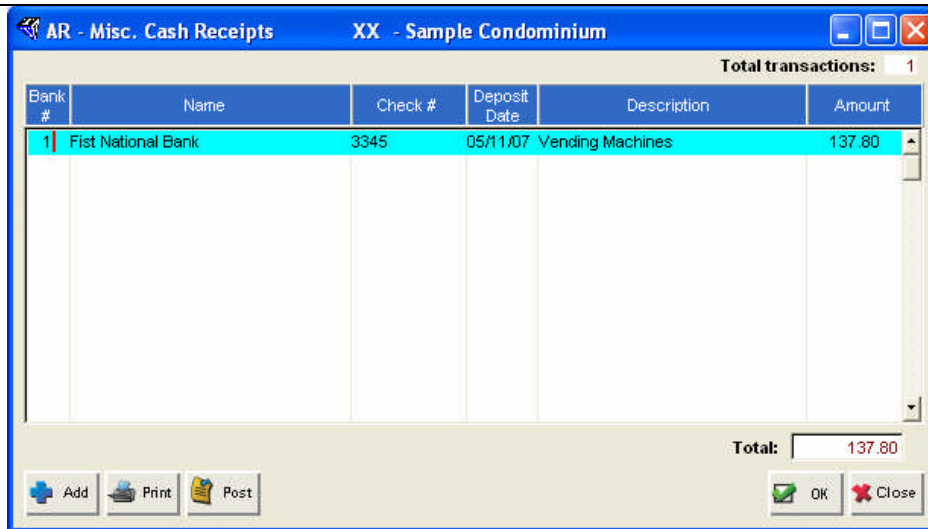 AR - Misc. Cash Receipts XX - Sample Condominium
Total transactions: 1
Bank # Name Check # Deposit Date Description Amount
1 Fist National Bank 3345 05/11/07 Vending Machines 137.80
Total: 137.80
Add Print Post OK Close